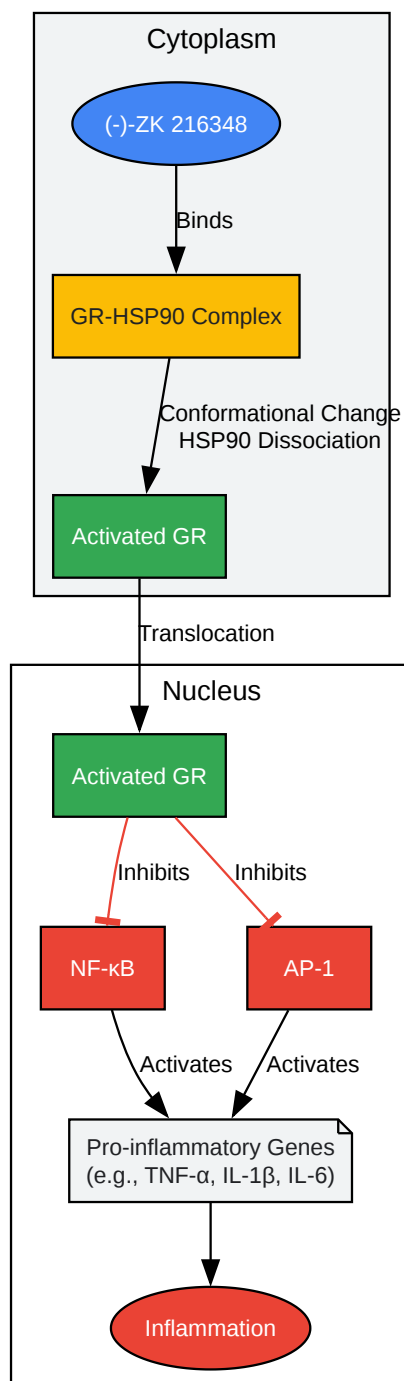 Cytoplasm
(-)-ZK 216348
Binds
GR-HSP90 Complex
Conformational Change
HSP90 Dissociation
Activated GR
Translocation
Nucleus
Activated GR
Inhibits
Inhibits
NF-κB
AP-1
Activates
Activates
Pro-inflammatory Genes
(e.g., TNF-α, IL-1β, IL-6)
Inflammation